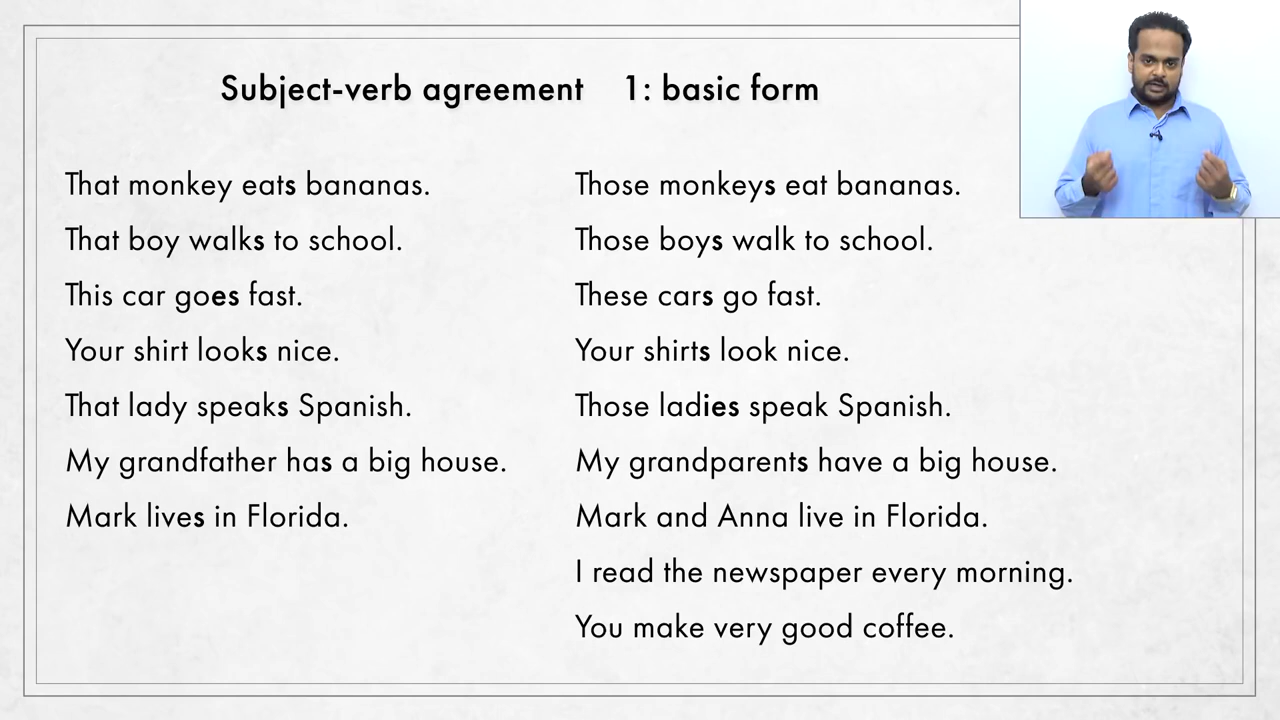 Subject-verb agreement 1: basic form
That monkey eats bananas.
That boy walks to school.
This car goes fast.
Your shirt looks nice.
That lady speaks Spanish.
My grandfather has a big house.
Mark lives in Florida.
Those monkeys eat bananas.
Those boys walk to school.
These cars go fast.
Your shirts look nice.
Those ladies speak Spanish.
My grandparents have a big house.
Mark and Anna live in Florida.
I read the newspaper every morning.
You make very good coffee.